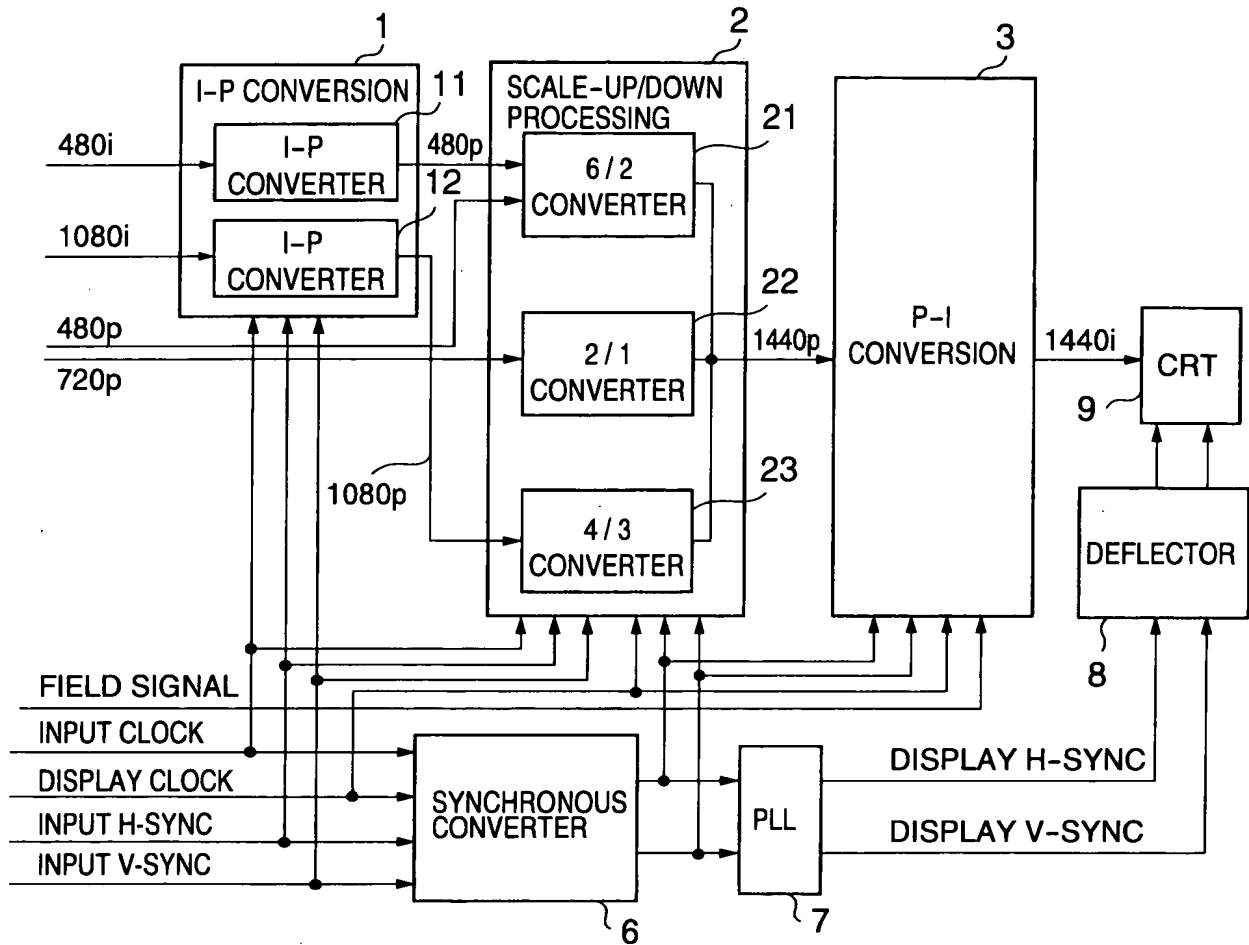 1
I-P CONVERSION
11
480i
I-P
CONVERTER
480p
12
1080i
I-P
CONVERTER
480p
720p
1080p
2
SCALE-UP/DOWN
PROCESSING
21
6/2
CONVERTER
22
2/1
CONVERTER
1440p
23
4/3
CONVERTER
3
P-I
CONVERSION
1440i
CRT
9
DEFLECTOR
8
FIELD SIGNAL
INPUT CLOCK
DISPLAY CLOCK
INPUT H-SYNC
INPUT V-SYNC
SYNCHRONOUS
CONVERTER
6
PLL
7
DISPLAY H-SYNC
DISPLAY V-SYNC